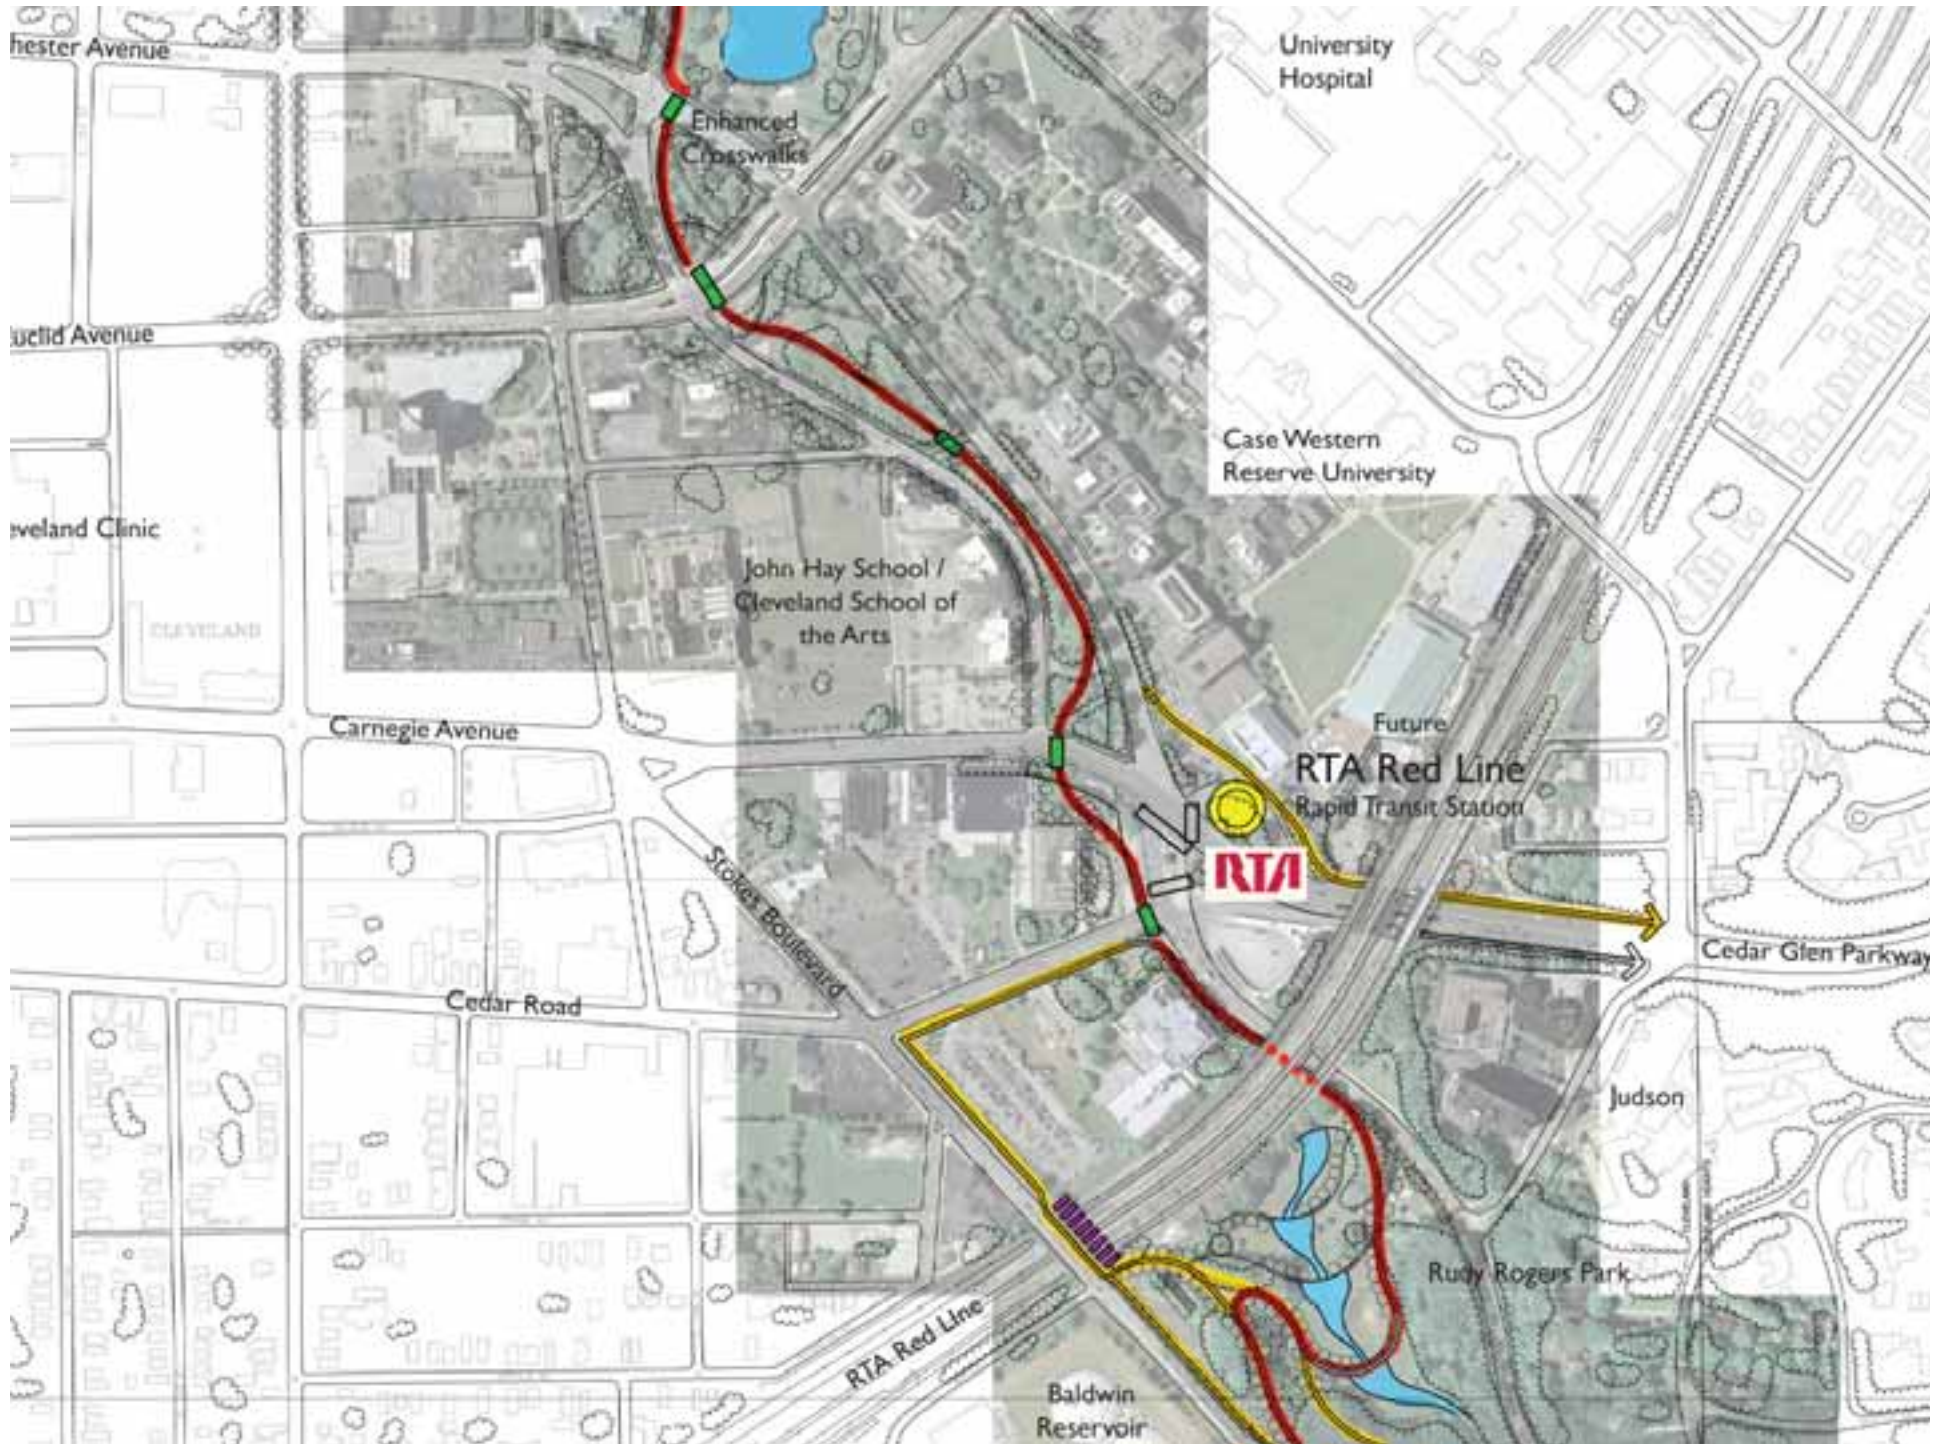 hester Avenue
University
Hospital
Enhanced
Crosswalks
uclid Avenue
Case Western
Reserve University
eveland Clinic
John Hay School /
Cleveland School of
the Arts
CLEVELAND
Carnegie Avenue
Future
RTA Red Line
Rapid Transit Station
RTA
Stokes Boulevard
Cedar Glen Parkway
Cedar Road
Judson
Rudy Rogers Park
RTA Red Line
Baldwin
Reservoir